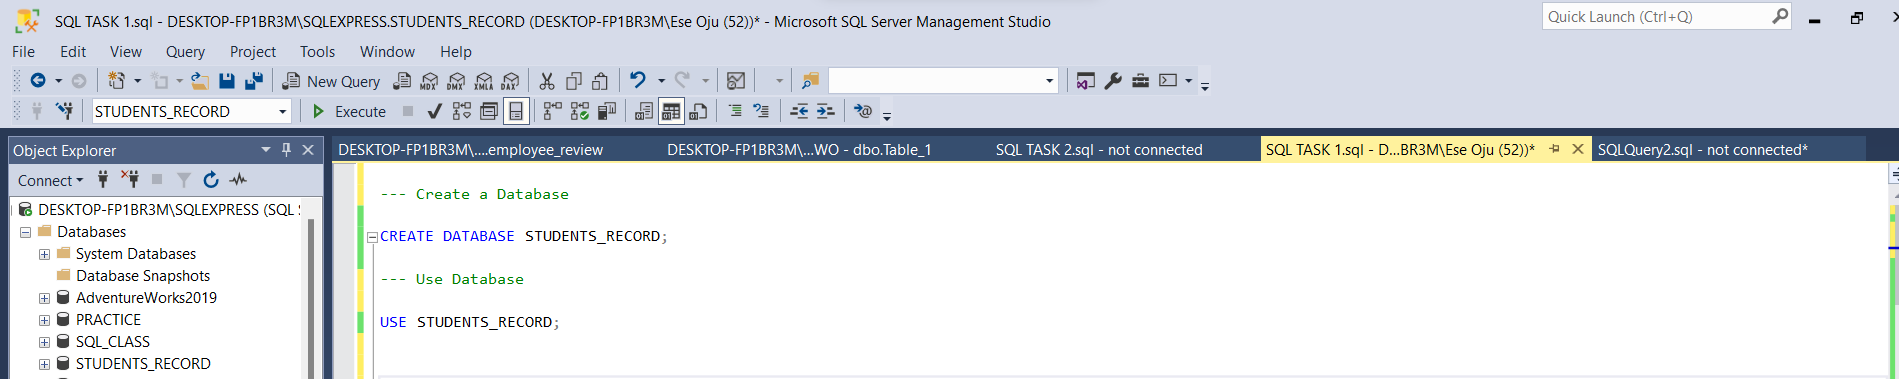 SQL TASK 1.sql - DESKTOP-FP1BR3M\SQLEXPRESS.STUDENTS_RECORD (DESKTOP-FP1BR3M\Ese Oju (52))* - Microsoft SQL Server Management Studio
Quick Launch (Ctrl+Q)
File Edit View Query Project Tools Window Help
New Query MDX DMX XMLA DAX
STUDENTS_RECORD Execute
Object Explorer
DESKTOP-FP1BR3M\....employee_review DESKTOP-FP1BR3M\...WO - dbo.Table_1 SQL TASK 2.sql - not connected SQL TASK 1.sql - D...BR3M\Ese Oju (52))* SQLQuery2.sql - not connected*
Connect
DESKTOP-FP1BR3M\SQLEXPRESS (SQL
Databases
System Databases
Database Snapshots
AdventureWorks2019
PRACTICE
SQL_CLASS
STUDENTS_RECORD
--- Create a Database
CREATE DATABASE STUDENTS_RECORD;
--- Use Database
USE STUDENTS_RECORD;